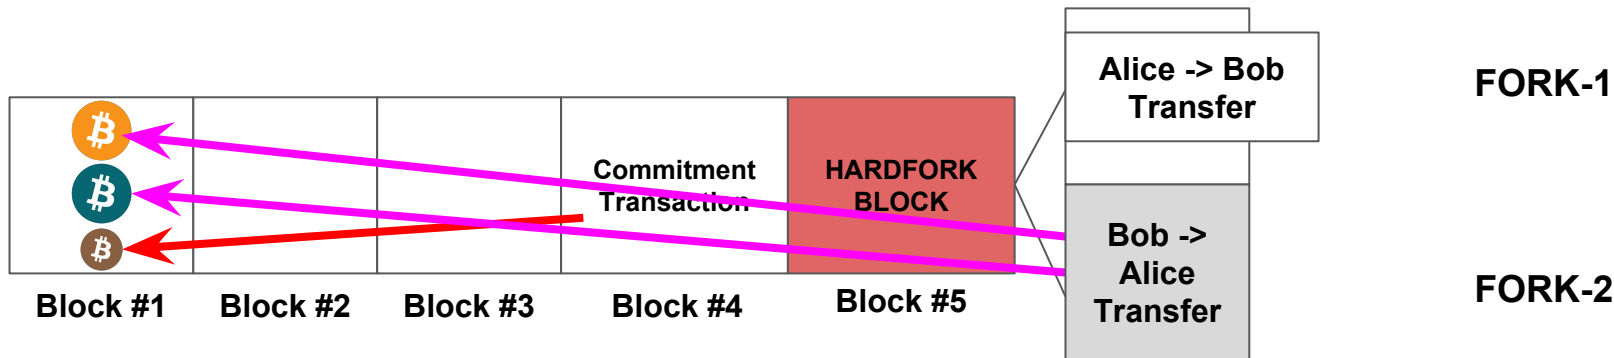 Alice -> Bob
Transfer
FORK-1
Commitment
Transaction
HARDFORK
BLOCK
Bob ->
Alice
Transfer
FORK-2
Block #1
Block #2
Block #3
Block #4
Block #5